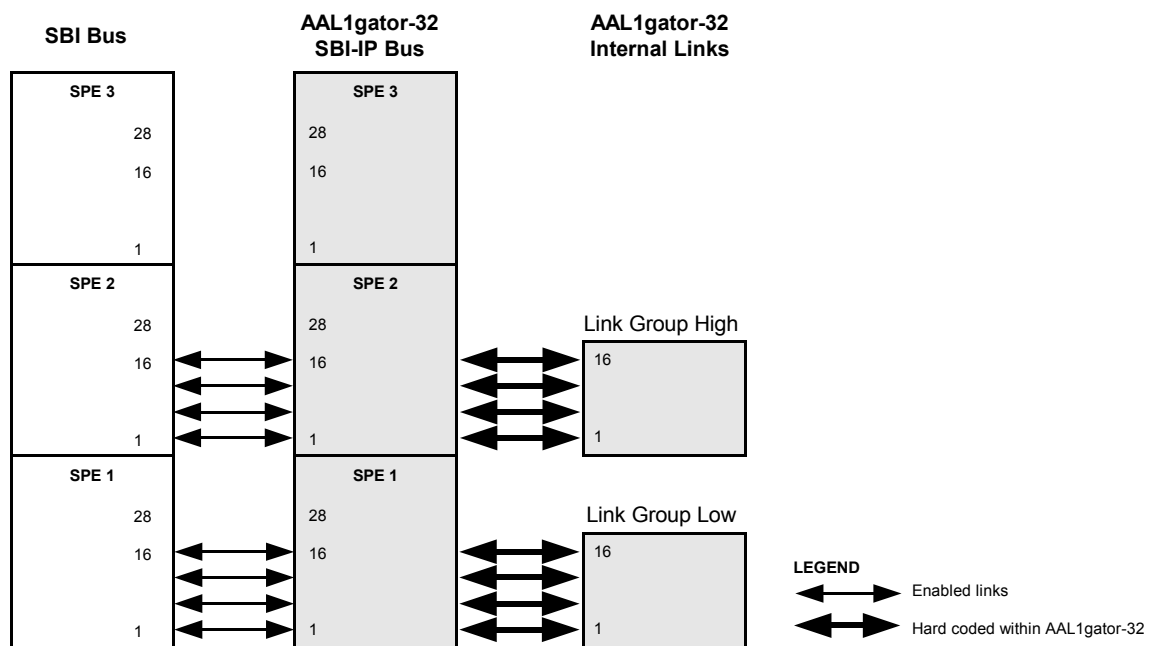 SBI Bus
AAL1gator-32
SBI-IP Bus
AAL1gator-32
Internal Links
SPE 3
28
16
1
SPE 2
28
16
1
SPE 1
28
16
1
SPE 3
28
16
1
SPE 2
28
16
1
SPE 1
28
16
1
Link Group High
16
1
Link Group Low
16
1
LEGEND
Enabled links
Hard coded within AAL1gator-32